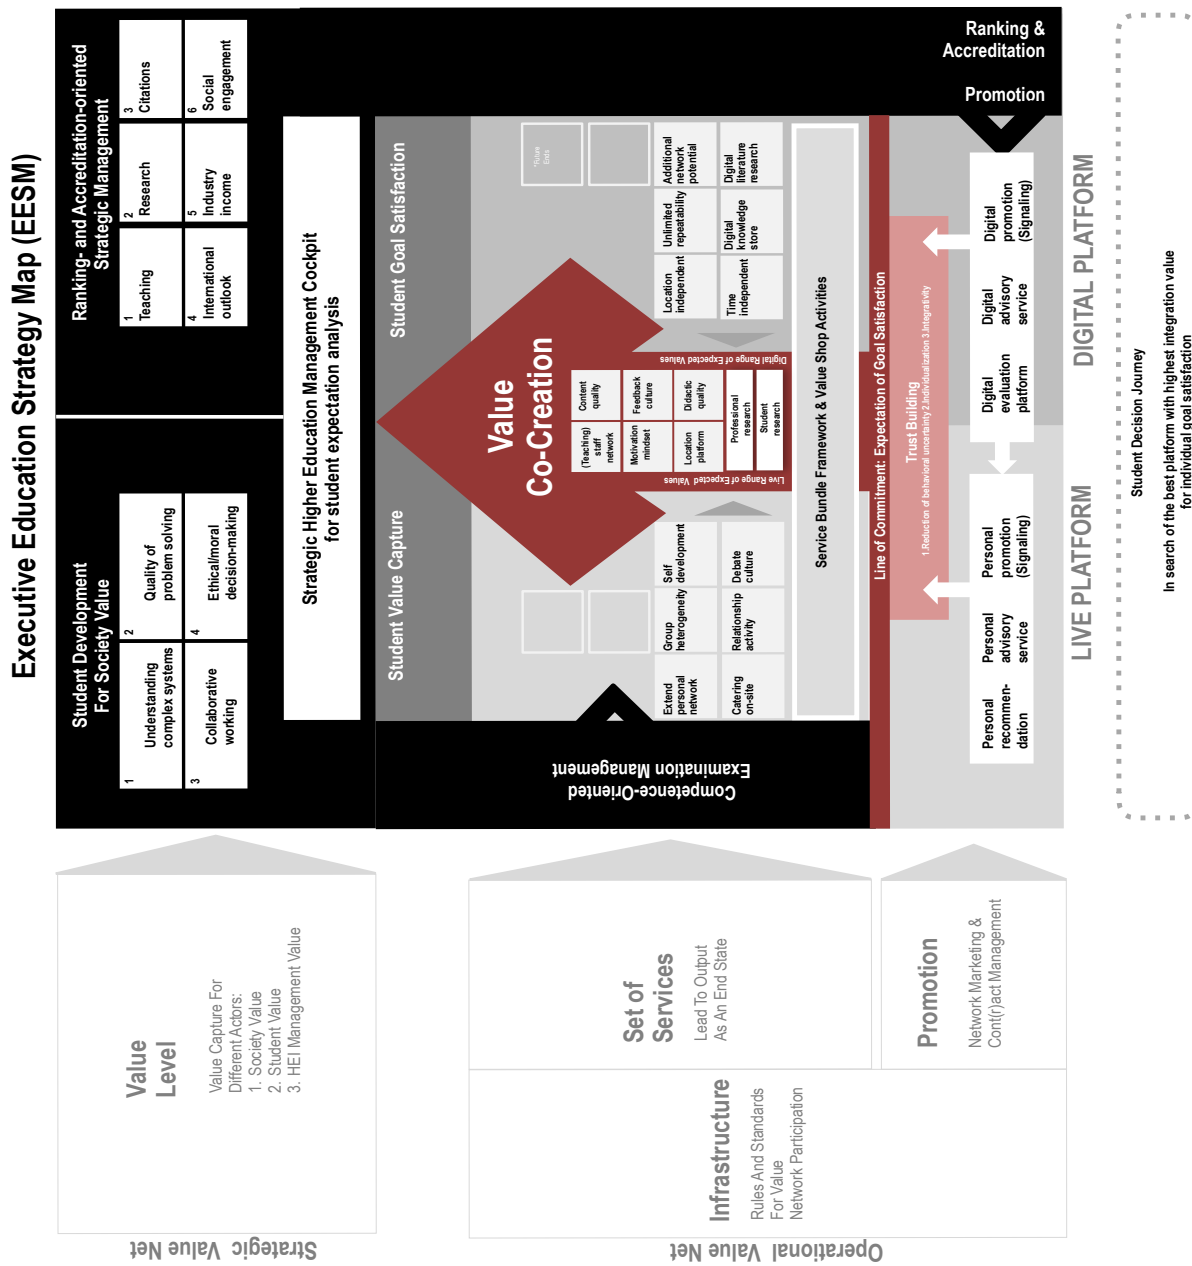 Executive Education Strategy Map (EESM)
Value
Level
Value Capture For
Different Actors:
1. Society Value
2. Student Value
3. HEI Management Value
Strategic Value Net
Student Development
For Society Value
1
Understanding
complex systems
2
Quality of
problem solving
3
Collaborative
working
4
Ethical/moral
decision-making
Ranking- and Accreditation-oriented
Strategic Management
1
Teaching
2
Research
3
Citations
4
International
outlook
5
Industry
income
6
Social
engagement
Strategic Higher Education Management Cockpit
for student expectation analysis
Student Value Capture
Student Goal Satisfaction
Operational Value Net
Infrastructure
Rules And Standards
For Value
Network Participation
Set of
Services
Lead To Output
As An End State
Competence-Oriented
Examination Management
Value
Co-Creation
Live Range of Expected Values
(Teaching)
staff
network
Content
quality
Motivation
mindset
Feedback
culture
Location
platform
Didactic
quality
Professional
research
Student
research
Digital Range of Expected Values
Extend
personal
network
Group
heterogeneity
Self
development
Catering
on-site
Relationship
activity
Debate
culture
"Future
Ends
Location
independent
Unlimited
repeatability
Additional
network
potential
Time
independent
Digital
knowledge
store
Digital
literature
research
Service Bundle Framework & Value Shop Activities
Line of Commitment: Expectation of Goal Satisfaction
Trust Building
1.Reduction of behavioral uncertainty 2.Individualization 3.Integrativity
Promotion
Network Marketing &
Cont(r)act Management
Personal
recommen-
dation
Personal
advisory
service
Personal
promotion
(Signaling)
Digital
evaluation
platform
Digital
advisory
service
Digital
promotion
(Signaling)
Ranking &
Accreditation
Promotion
LIVE PLATFORM
DIGITAL PLATFORM
Student Decision Journey
In search of the best platform with highest integration value
for individual goal satisfaction